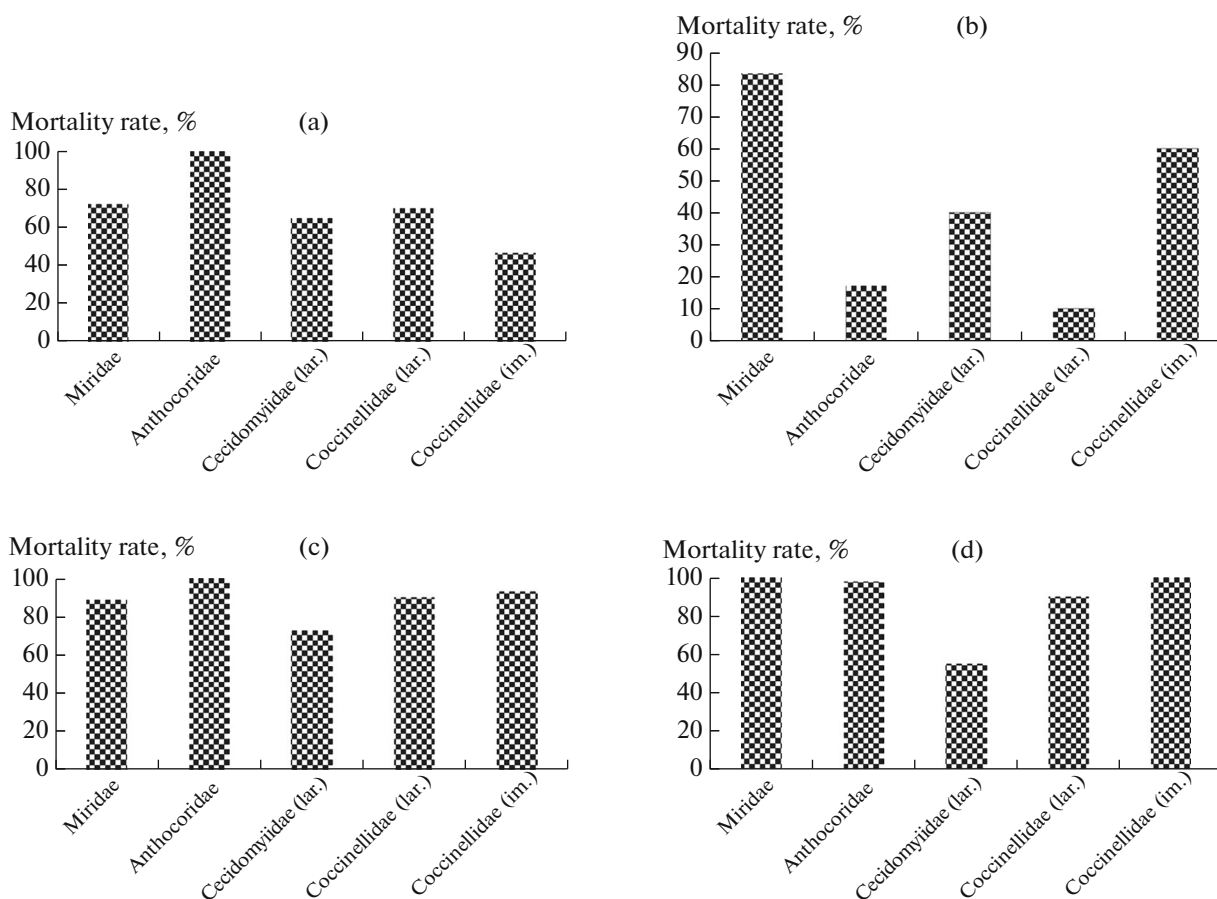 Mortality rate, % (a)
100
80
60
40
20
0
Miridae
Anthocoridae
Cecidomyiidae (lar.)
Coccinellidae (lar.)
Coccinellidae (im.)
Mortality rate, % (b)
90
80
70
60
50
40
30
20
10
0
Miridae
Anthocoridae
Cecidomyiidae (lar.)
Coccinellidae (lar.)
Coccinellidae (im.)
Mortality rate, % (c)
100
80
60
40
20
0
Miridae
Anthocoridae
Cecidomyiidae (lar.)
Coccinellidae (lar.)
Coccinellidae (im.)
Mortality rate, % (d)
100
80
60
40
20
0
Miridae
Anthocoridae
Cecidomyiidae (lar.)
Coccinellidae (lar.)
Coccinellidae (im.)